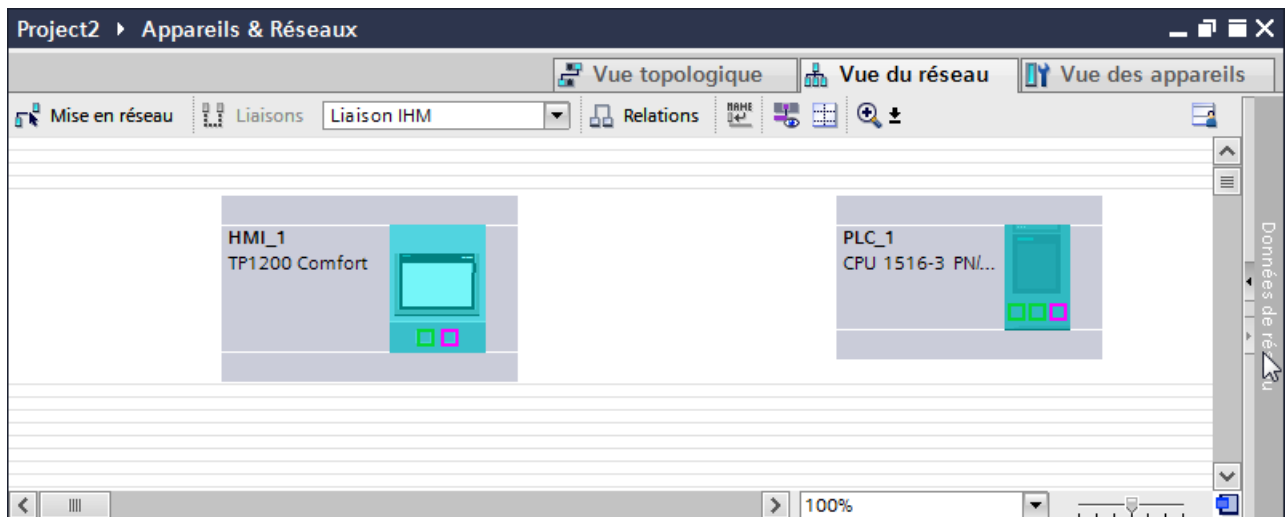 Project2 ▸ Appareils & Réseaux
Vue topologique
Vue du réseau
Vue des appareils
Mise en réseau
Liaisons
Liaison IHM
Relations
NAME
HMI_1
TP1200 Comfort
PLC_1
CPU 1516-3 PN/...
Données de
100%